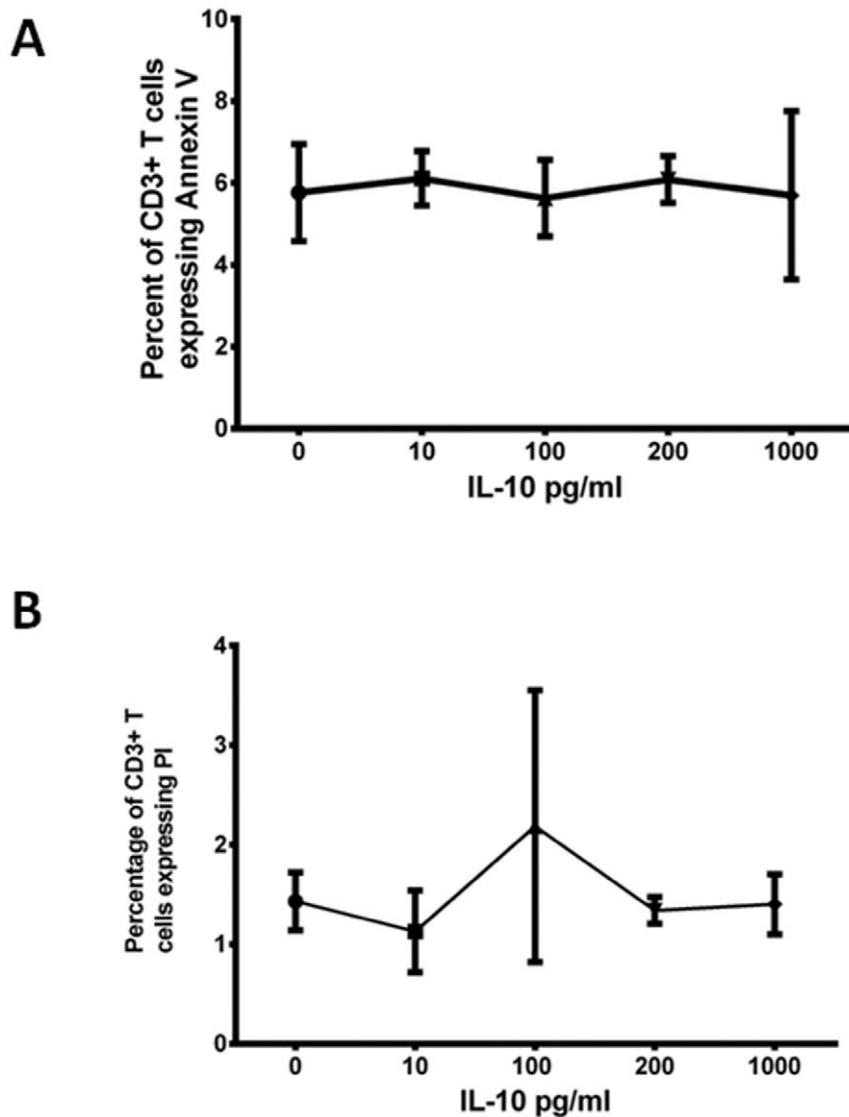 A
Percent of CD3+ T cells
expressing Annexin V
10
8
6
4
2
0
0 10 100 200 1000
IL-10 pg/ml
B
Percentage of CD3+ T
cells expressing PI
4
3
2
1
0
0 10 100 200 1000
IL-10 pg/ml